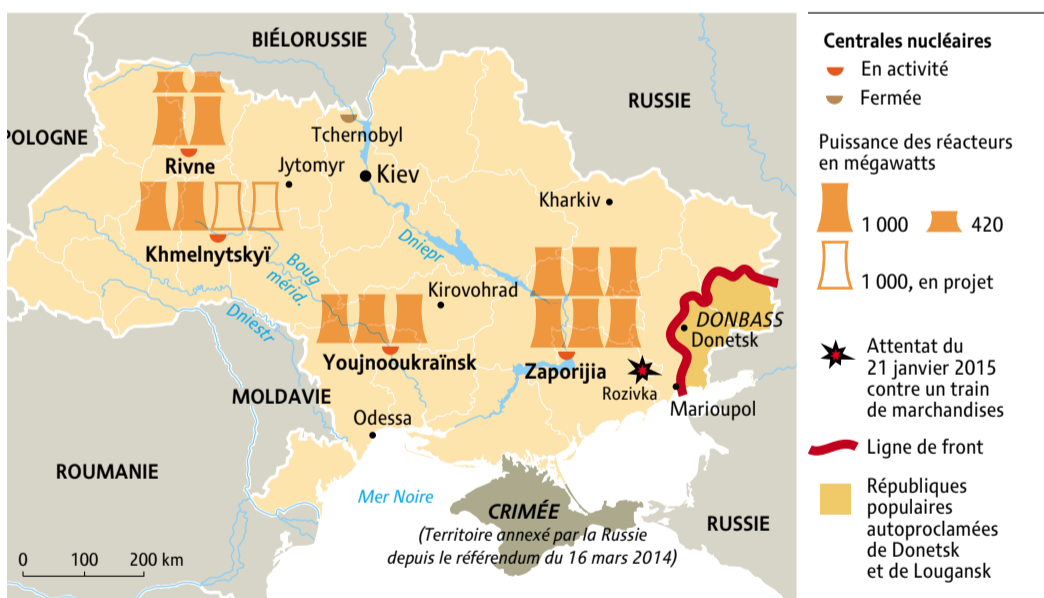 BIÉLORUSSIE
RUSSIE
POLOGNE
Tchernobyl
Rivne
Jytomyr
Kiev
Kharkiv
Khmelnytskyï
Dniepr
Boug
mérid.
Kirovohrad
Dniestr
DONBASS
Donetsk
Youjnooukraïnsk
Zaporijia
Rozivka
Marioupol
MOLDAVIE
Odessa
ROUMANIE
Mer Noire
CRIMÉE
(Territoire annexé par la Russie
depuis le référendum du 16 mars 2014)
RUSSIE
0 100 200 km
Centrales nucléaires
En activité
Fermée
Puissance des réacteurs
en mégawatts
1 000 420
1 000, en projet
Attentat du
21 janvier 2015
contre un train
de marchandises
Ligne de front
Républiques
populaires
autoproclamées
de Donetsk
et de Lougansk